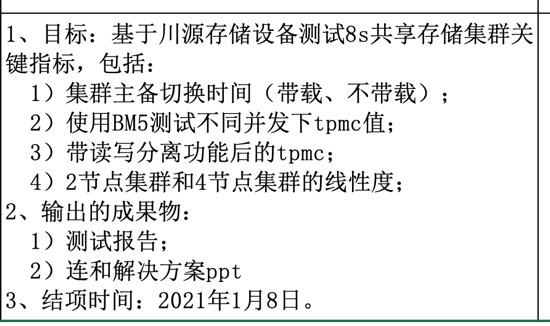 1、目标：基于川源存储设备测试8s共享存储集群关
键指标，包括：
1）集群主备切换时间（带载、不带载）；
2）使用BM5测试不同并发下tpmc值；
3）带读写分离功能后的tpmc；
4）2节点集群和4节点集群的线性度；
2、输出的成果物：
1）测试报告；
2）连和解决方案ppt
3、结项时间：2021年1月8日。